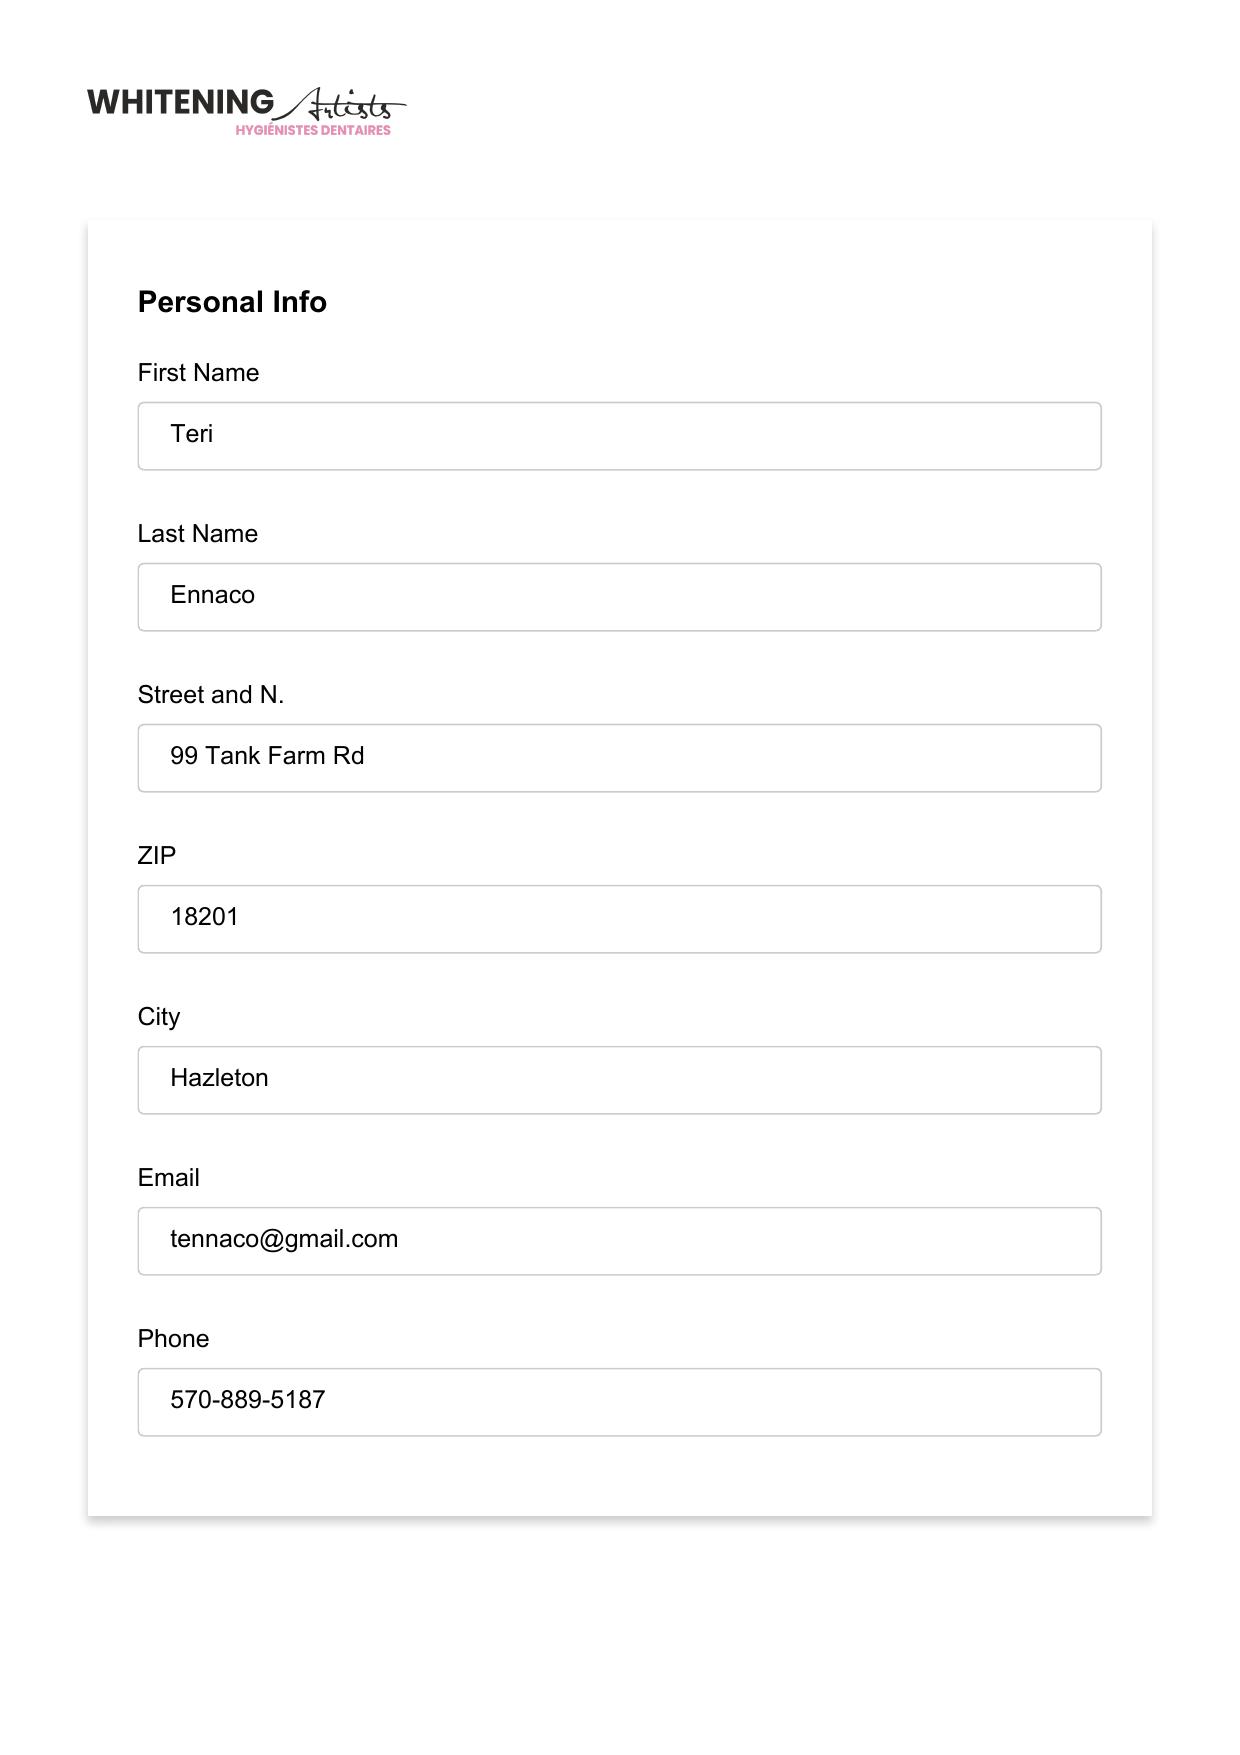 WHITENING Artists
HYGIÉNISTES DENTAIRES
Personal Info
First Name
Teri
Last Name
Ennaco
Street and N.
99 Tank Farm Rd
ZIP
18201
City
Hazleton
Email
tennaco@gmail.com
Phone
570-889-5187